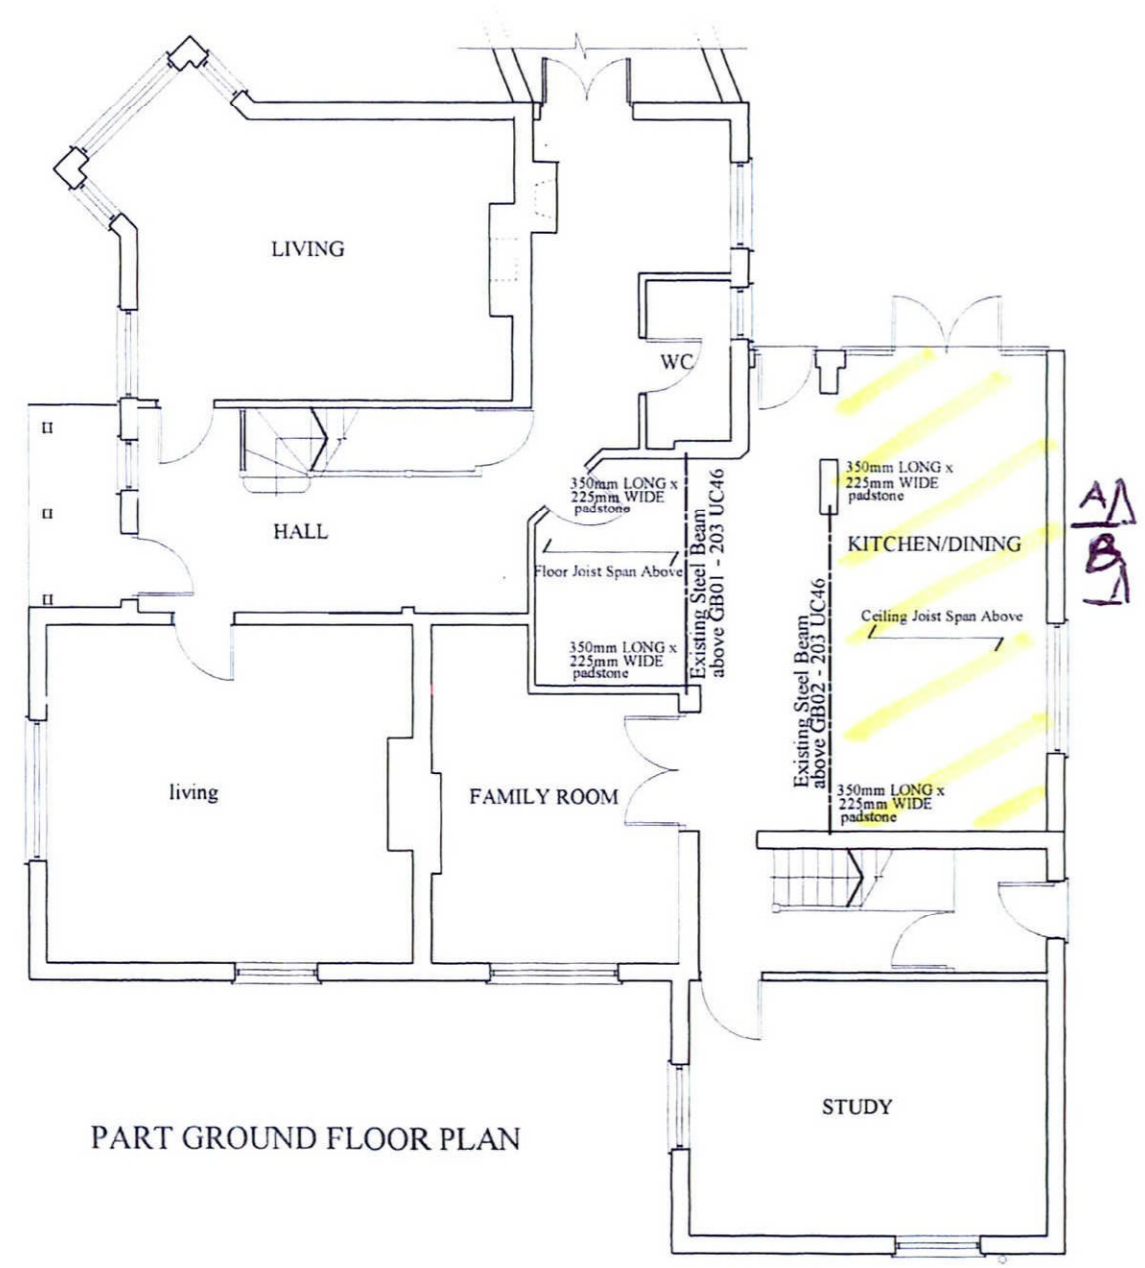 LIVING
WC
350mm LONG x
225mm WIDE
padstone
350mm LONG x
225mm WIDE
padstone
A
B
HALL
KITCHEN/DINING
Floor Joist Span Above
Existing Steel Beam
above GB01 - 203 UC46
Ceiling Joist Span Above
350mm LONG x
225mm WIDE
padstone
Existing Steel Beam
above GB02 - 203 UC46
living
FAMILY ROOM
350mm LONG x
225mm WIDE
padstone
STUDY
PART GROUND FLOOR PLAN